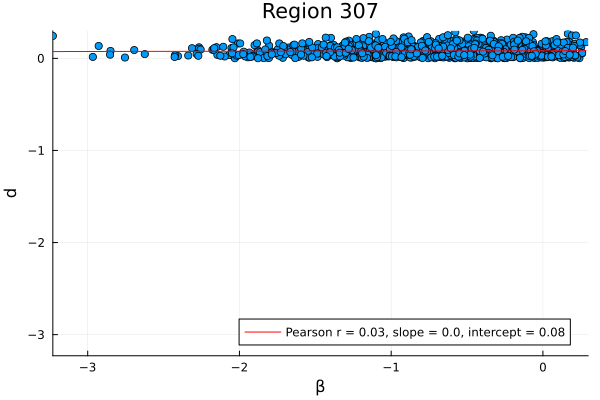 Region 307
d
0
−1
−2
−3
Pearson r = 0.03, slope = 0.0, intercept = 0.08
−3
−2
−1
0
β